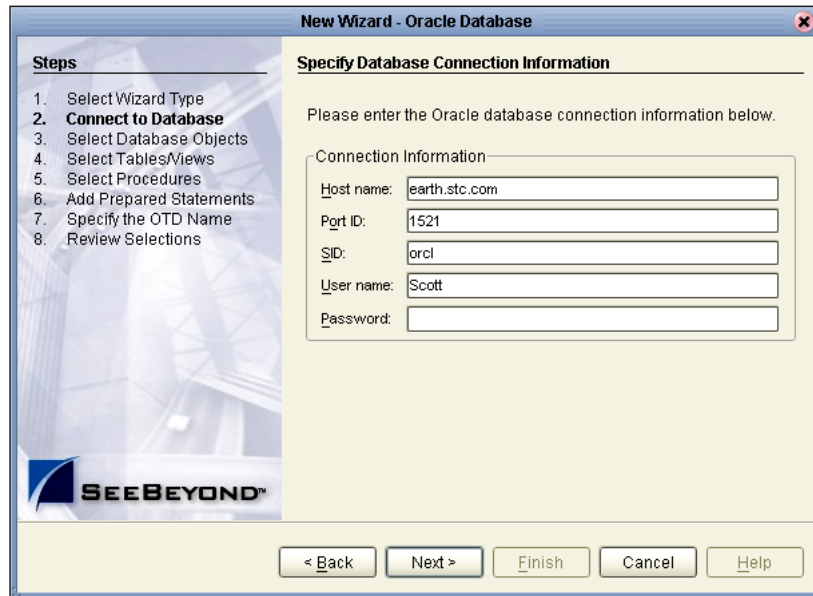 New Wizard - Oracle Database
Steps
1. Select Wizard Type
2. Connect to Database
3. Select Database Objects
4. Select Tables/Views
5. Select Procedures
6. Add Prepared Statements
7. Specify the OTD Name
8. Review Selections
SEEBEYOND™
Specify Database Connection Information
Please enter the Oracle database connection information below.
Connection Information
Host name: earth.stc.com
Port ID: 1521
SID: orcl
User name: Scott
Password:
< Back Next > Finish Cancel Help